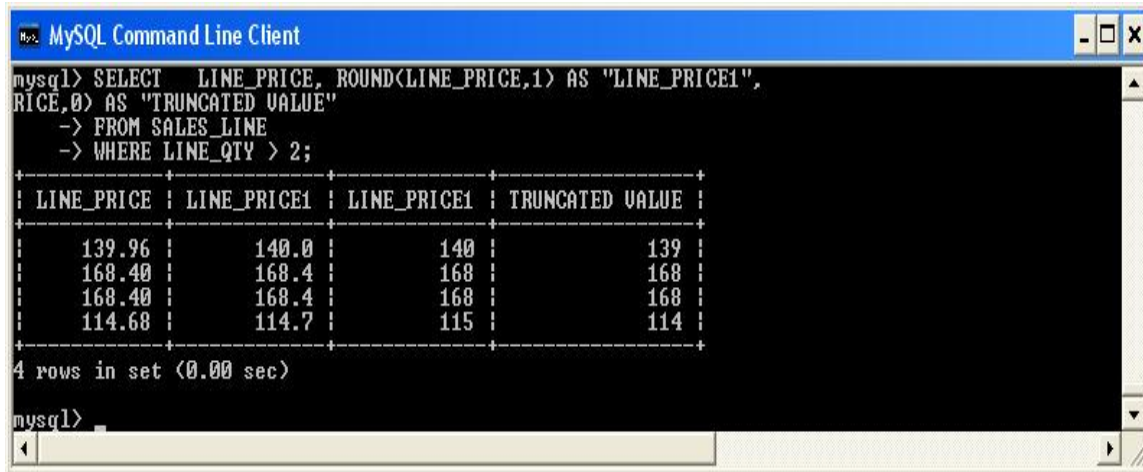 MySQL Command Line Client
mysql> SELECT   LINE_PRICE, ROUND(LINE_PRICE,1) AS "LINE_PRICE1",
RICE,0) AS "TRUNCATED VALUE"
    -> FROM SALES_LINE
    -> WHERE LINE_QTY > 2;
+------------+-------------+-------------+-----------------+
| LINE_PRICE | LINE_PRICE1 | LINE_PRICE1 | TRUNCATED VALUE |
+------------+-------------+-------------+-----------------+
|     139.96 |       140.0 |         140 |             139 |
|     168.40 |       168.4 |         168 |             168 |
|     168.40 |       168.4 |         168 |             168 |
|     114.68 |       114.7 |         115 |             114 |
+------------+-------------+-------------+-----------------+
4 rows in set (0.00 sec)
mysql> _